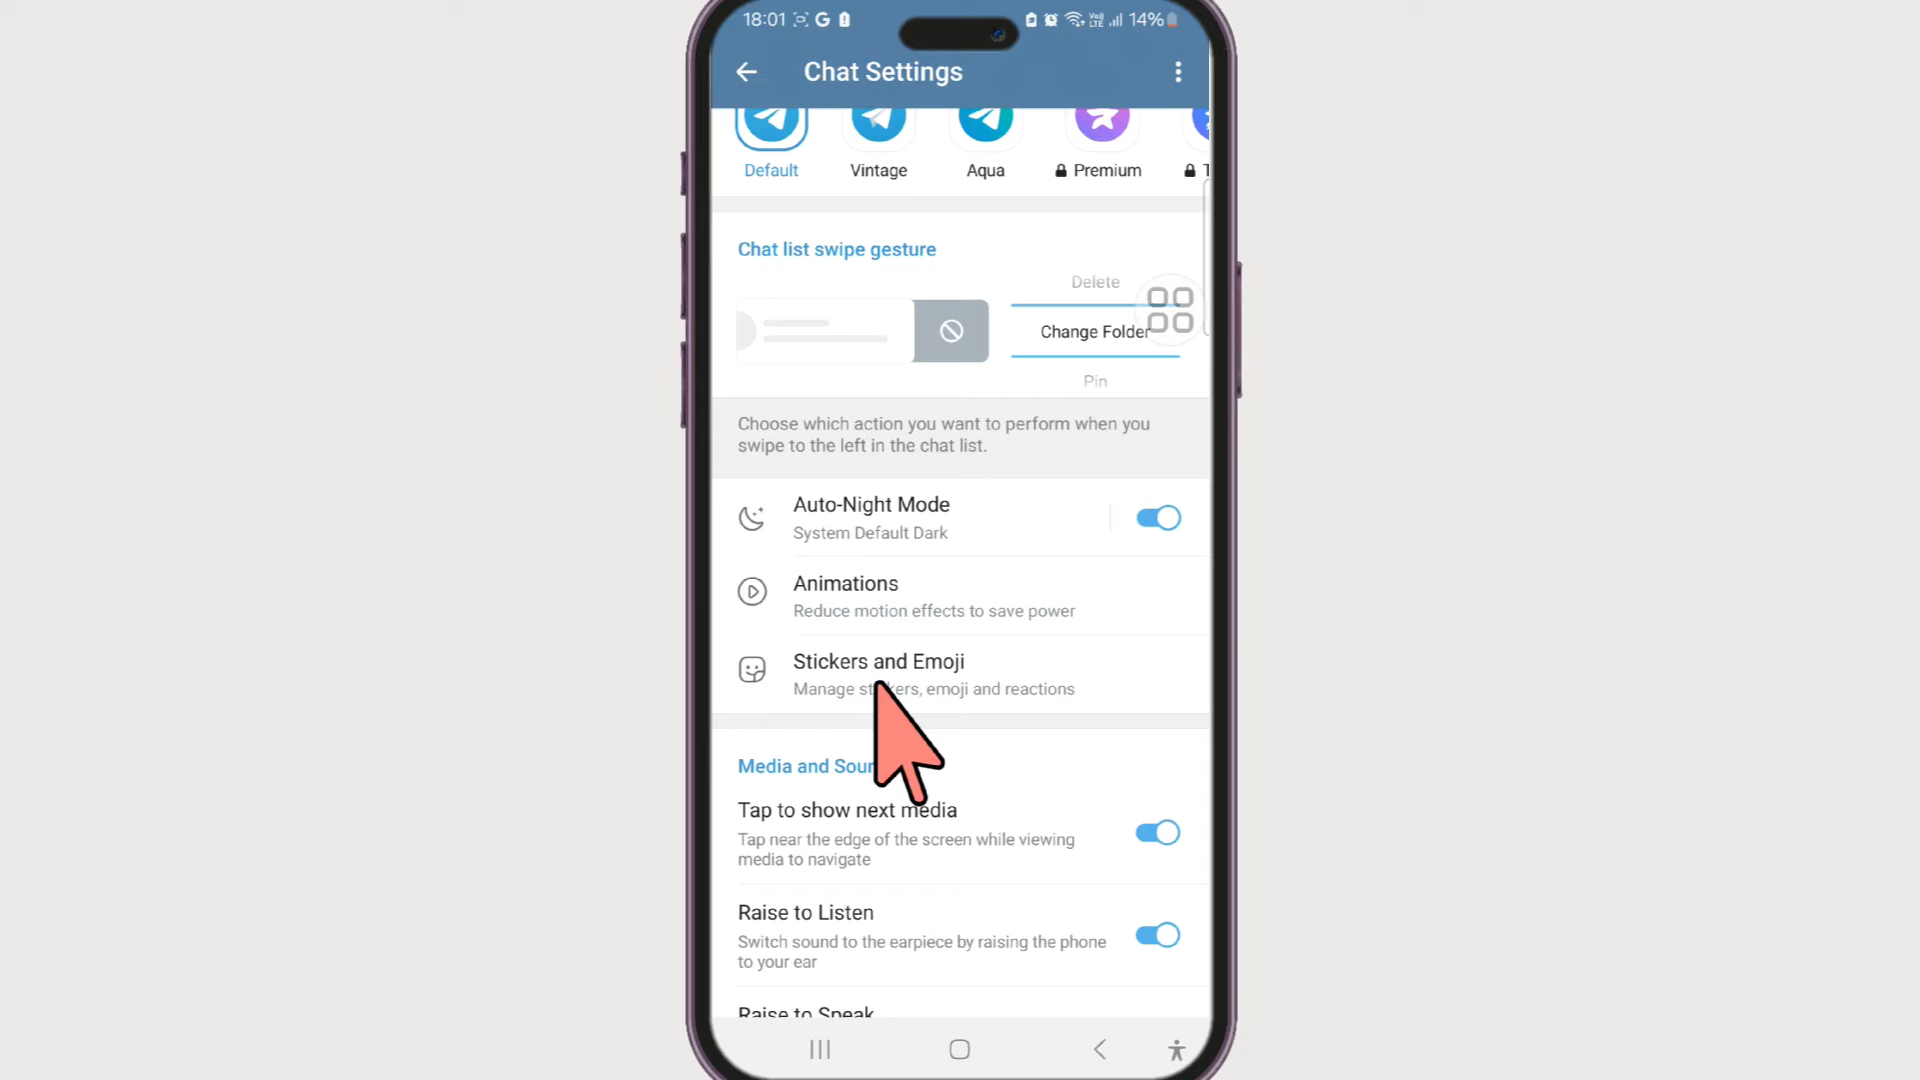 18:01 14%
Chat Settings
Default Vintage Aqua Premium
Chat list swipe gesture
Delete
Change Folder
Pin
Choose which action you want to perform when you
swipe to the left in the chat list.
Auto-Night Mode
System Default Dark
Animations
Reduce motion effects to save power
Stickers and Emoji
Manage stickers, emoji and reactions
Media and Sound
Tap to show next media
Tap near the edge of the screen while viewing
media to navigate
Raise to Listen
Switch sound to the earpiece by raising the phone
to your ear
Raise to Speak